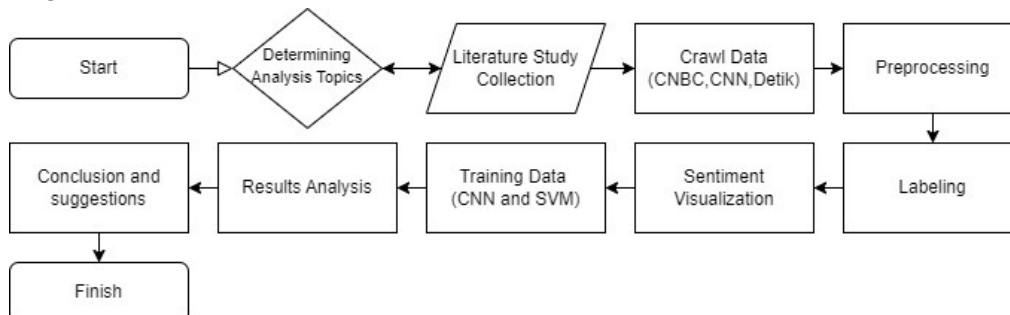 Start
Determining
Analysis Topics
Literature Study
Collection
Crawl Data
(CNBC,CNN,Detik)
Preprocessing
Labeling
Sentiment
Visualization
Training Data
(CNN and SVM)
Results Analysis
Conclusion and
suggestions
Finish